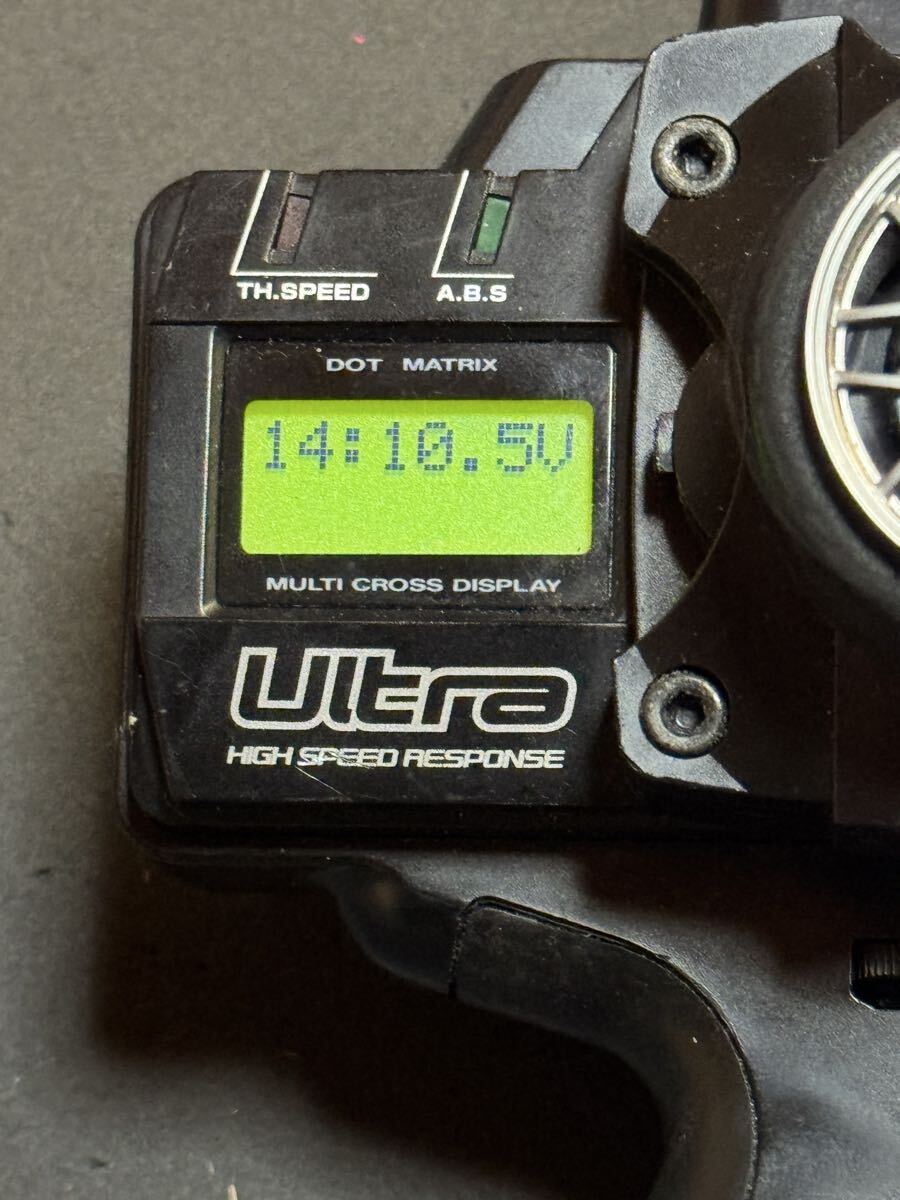 TH.SPEED A.B.S
DOT MATRIX
14:10.5V
MULTI CROSS DISPLAY
Ultra
HIGH SPEED RESPONSE